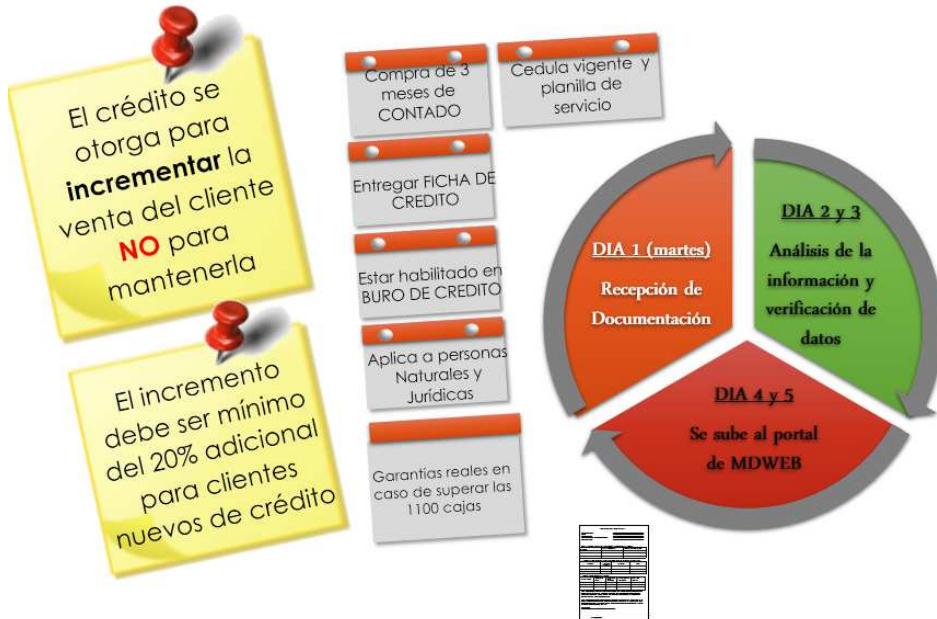 El crédito se
otorga para
incrementar la
venta del cliente
NO para
mantenerla
El incremento
debe ser mínimo
del 20% adicional
para clientes
nuevos de crédito
Compra de 3
meses de
CONTADO
Cedula vigente y
planilla de
servicio
Entregar FICHA DE
CREDITO
Estar habilitado en
BURO DE CREDITO
Aplica a personas
Naturales y
Jurídicas
Garantías reales en
caso de superar las
1100 cajas
DIA 1 (martes)
Recepción de
Documentación
DIA 2 y 3
Análisis de la
información y
verificación de
datos
DIA 4 y 5
Se sube al portal
de MDWEB